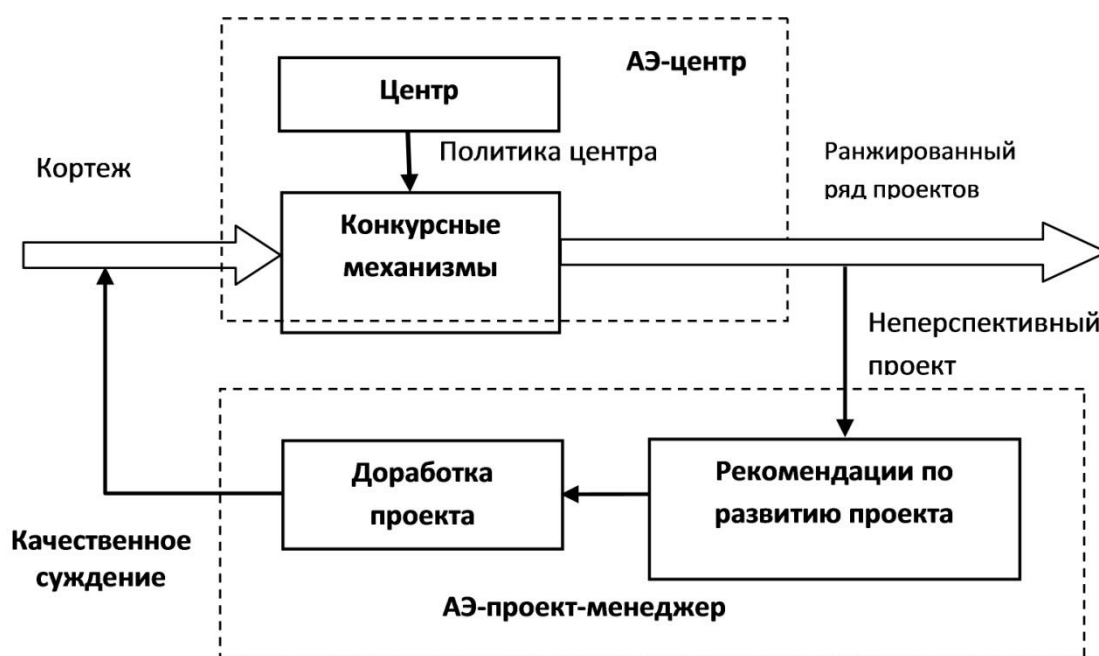 АЭ-центр
Центр
Политика центра
Кортеж
Ранжированный
ряд проектов
Конкурсные
механизмы
Неперспективный
проект
Доработка
проекта
Рекомендации по
развитию проекта
Качественное
суждение
АЭ-проект-менеджер